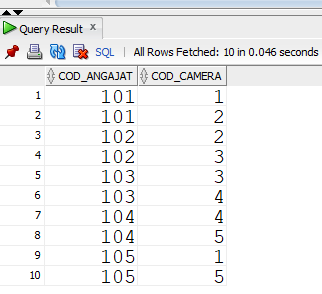 Query Result
SQL | All Rows Fetched: 10 in 0.046 seconds
COD_ANGAJAT COD_CAMERA
1 101 1
2 101 2
3 102 2
4 102 3
5 103 3
6 103 4
7 104 4
8 104 5
9 105 1
10 105 5